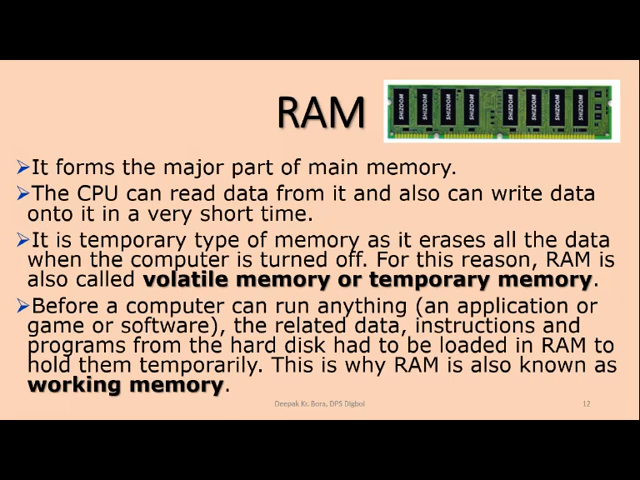 RAM
It forms the major part of main memory.
The CPU can read data from it and also can write data
onto it in a very short time.
It is temporary type of memory as it erases all the data
when the computer is turned off. For this reason, RAM is
also called volatile memory or temporary memory.
Before a computer can run anything (an application or
game or software), the related data, instructions and
programs from the hard disk had to be loaded in RAM to
hold them temporarily. This is why RAM is also known as
working memory.
Deepak Kr. Bora, DPS Digboi
12